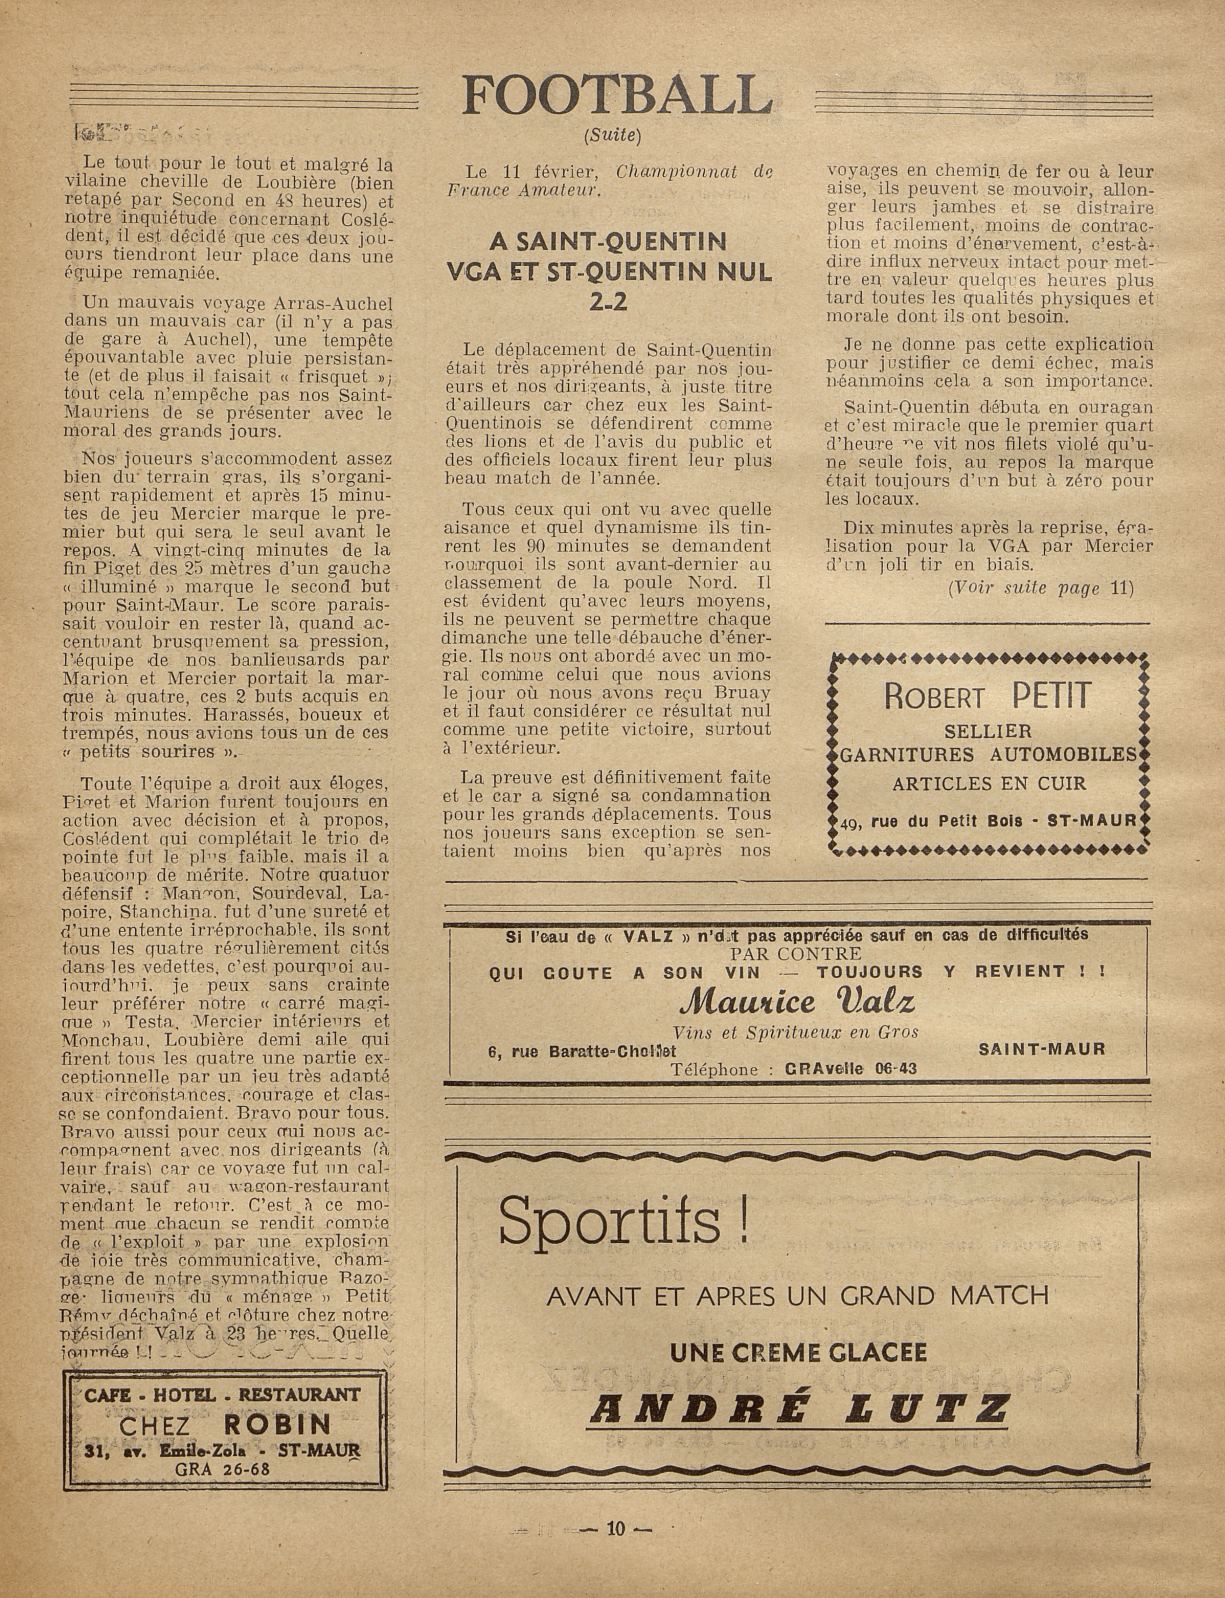 FOOTBALL
(Suite)
Le tout pour le tout et malgré la
vilaine cheville de Loubière (bien
retapé par Second en 48 heures) et
notre inquiétude concernant Coslé-
dent, il est décidé que ces deux jou-
eurs tiendront leur place dans une
équipe remaniée.
Un mauvais voyage Arras-Auchel
dans un mauvais car (il n'y a pas
de gare à Auchel), une tempête
épouvantable avec pluie persistan-
te (et de plus il faisait « frisquet »;
tout cela n'empêche pas nos Saint-
Mauriens de se présenter avec le
moral des grands jours.
Nos joueurs s'accommodent assez
bien du terrain gras, ils s'organi-
sent rapidement et après 15 minu-
tes de jeu Mercier marque le pre-
mier but qui sera le seul avant le
repos. A vingt-cinq minutes de la
fin Piget des 25 mètres d'un gauche
« illuminé » marque le second but
pour Saint-Maur. Le score parais-
sait vouloir en rester là, quand ac-
centuant brusquement sa pression,
l'équipe de nos banlieusards par
Marion et Mercier portait la mar-
que à quatre, ces 2 buts acquis en
trois minutes. Harassés, boueux et
trempés, nous avions tous un de ces
« petits sourires ».
Toute l'équipe a droit aux éloges,
Piget et Marion furent toujours en
action avec décision et à propos,
Coslédent qui complétait le trio de
pointe fut le plus faible, mais il a
beaucoup de mérite. Notre quatuor
défensif : Mangon, Sourdeval, La-
poire, Stanchina. fut d'une sureté et
d'une entente irréprochable, ils sont
tous les quatre régulièrement cités
dans les vedettes, c'est pourquoi au-
jourd'hui, je peux sans crainte
leur préférer notre « carré magi-
que » Testa, Mercier intérieurs et
Monchau, Loubière demi aile qui
firent tous les quatre une partie ex-
ceptionnelle par un jeu très adapté
aux circonstances, courage et clas-
se se confondaient. Bravo pour tous.
Bravo aussi pour ceux qui nous ac-
compagnent avec nos dirigeants (à
leur frais) car ce voyage fut un cal-
vaire, sauf au wagon-restaurant
pendant le retour. C'est à ce mo-
ment que chacun se rendit compte
de « l'exploit » par une explosion
de joie très communicative, cham-
pagne de notre sympathique Bazo-
ge liqueurs du « ménage » Petit
Rémy déchaîné et clôture chez notre
président Valz à 23 heures. Quelle
journée !!
CAFE - HOTEL - RESTAURANT
CHEZ ROBIN
31, av. Emile-Zola - ST-MAUR
GRA 26-68
Le 11 février, Championnat de
France Amateur.
A SAINT-QUENTIN
VGA ET ST-QUENTIN NUL
2-2
Le déplacement de Saint-Quentin
était très appréhendé par nos jou-
eurs et nos dirigeants, à juste titre
d'ailleurs car chez eux les Saint-
Quentinois se défendirent comme
des lions et de l'avis du public et
des officiels locaux firent leur plus
beau match de l'année.
Tous ceux qui ont vu avec quelle
aisance et quel dynamisme ils tin-
rent les 90 minutes se demandent
pourquoi ils sont avant-dernier au
classement de la poule Nord. Il
est évident qu'avec leurs moyens,
ils ne peuvent se permettre chaque
dimanche une telle débauche d'éner-
gie. Ils nous ont abordé avec un mo-
ral comme celui que nous avions
le jour où nous avons reçu Bruay
et il faut considérer ce résultat nul
comme une petite victoire, surtout
à l'extérieur.
La preuve est définitivement faite
et le car a signé sa condamnation
pour les grands déplacements. Tous
nos joueurs sans exception se sen-
taient moins bien qu'après nos
voyages en chemin de fer ou à leur
aise, ils peuvent se mouvoir, allon-
ger leurs jambes et se distraire
plus facilement, moins de contrac-
tion et moins d'énervement, c'est-à-
dire influx nerveux intact pour met-
tre en valeur quelques heures plus
tard toutes les qualités physiques et
morale dont ils ont besoin.
Je ne donne pas cette explication
pour justifier ce demi échec, mais
néanmoins cela a son importance.
Saint-Quentin débuta en ouragan
et c'est miracle que le premier quart
d'heure ne vit nos filets violé qu'u-
ne seule fois, au repos la marque
était toujours d'un but à zéro pour
les locaux.
Dix minutes après la reprise, éga-
lisation pour la VGA par Mercier
d'un joli tir en biais.
(Voir suite page 11)
ROBERT PETIT
SELLIER
GARNITURES AUTOMOBILES
ARTICLES EN CUIR
49, rue du Petit Bois - ST-MAUR
Si l'eau de « VALZ » n'doit pas appréciée sauf en cas de difficultés
PAR CONTRE
QUI GOUTE A SON VIN — TOUJOURS Y REVIENT ! !
Maurice Valz
Vins et Spiritueux en Gros
6, rue Baratte-Chollet SAINT-MAUR
Téléphone : GRAvelle 06-43
Sportifs !
AVANT ET APRES UN GRAND MATCH
UNE CREME GLACEE
ANDRÉ LUTZ
— 10 —